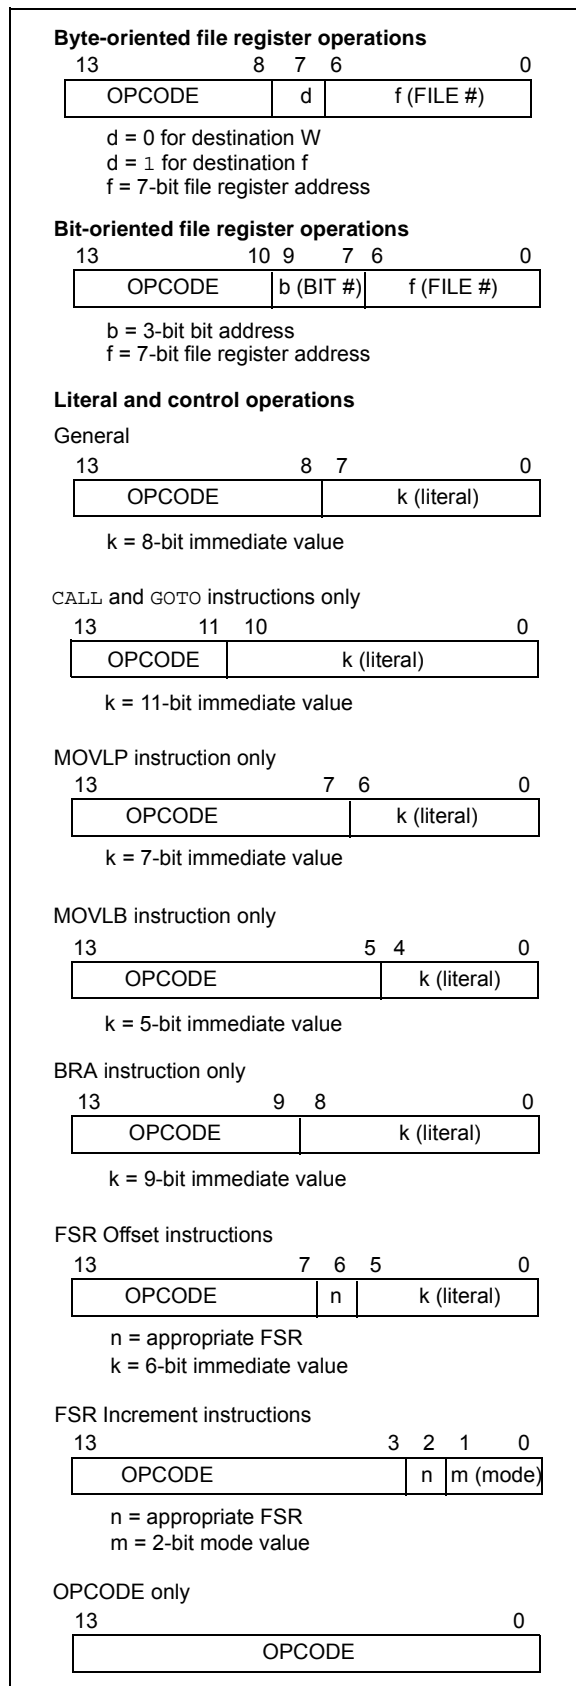 Byte-oriented file register operations
13 8 7 6 0
OPCODE d f (FILE #)
d = 0 for destination W
d = 1 for destination f
f = 7-bit file register address
Bit-oriented file register operations
13 10 9 7 6 0
OPCODE b (BIT #) f (FILE #)
b = 3-bit bit address
f = 7-bit file register address
Literal and control operations
General
13 8 7 0
OPCODE k (literal)
k = 8-bit immediate value
CALL and GOTO instructions only
13 11 10 0
OPCODE k (literal)
k = 11-bit immediate value
MOVLP instruction only
13 7 6 0
OPCODE k (literal)
k = 7-bit immediate value
MOVLB instruction only
13 5 4 0
OPCODE k (literal)
k = 5-bit immediate value
BRA instruction only
13 9 8 0
OPCODE k (literal)
k = 9-bit immediate value
FSR Offset instructions
13 7 6 5 0
OPCODE n k (literal)
n = appropriate FSR
k = 6-bit immediate value
FSR Increment instructions
13 3 2 1 0
OPCODE n m (mode)
n = appropriate FSR
m = 2-bit mode value
OPCODE only
13 0
OPCODE